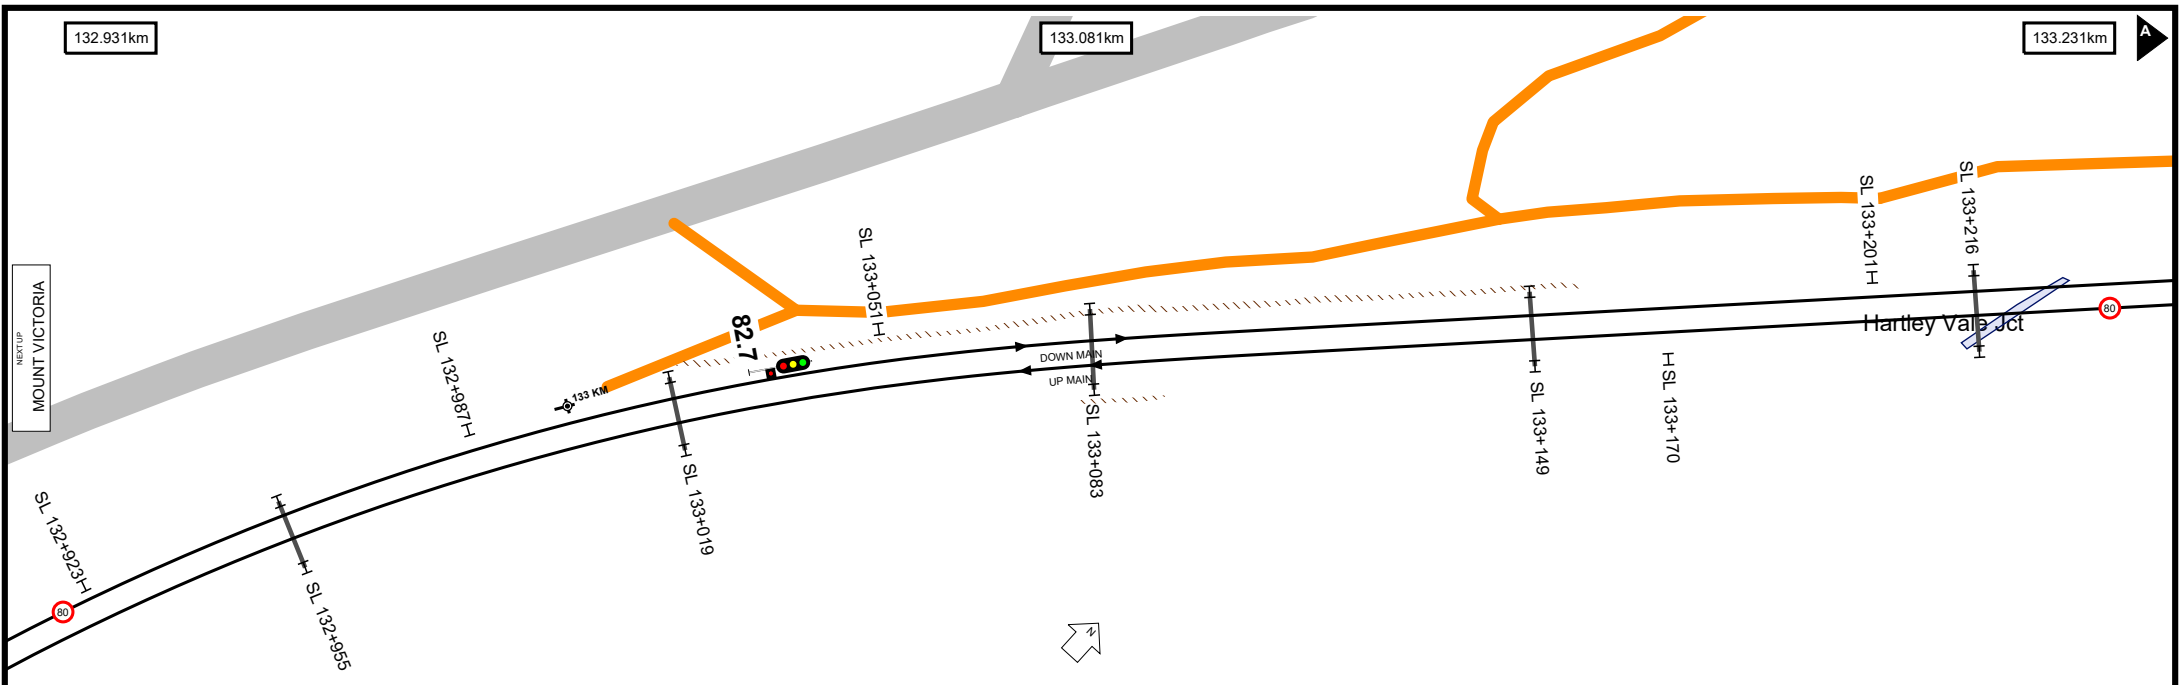 132.931km
133.081km
133.231km
A
NEXT UP
MOUNT VICTORIA
SL 132+923
80
SL 132+955
SL 132+987
133 KM
SL 133+019
82.7
SL 133+051
DOWN MAIN
UP MAIN
SL 133+083
SL 133+149
SL 133+170
SL 133+201
SL 133+216
Hartley Vale Jct
80
N